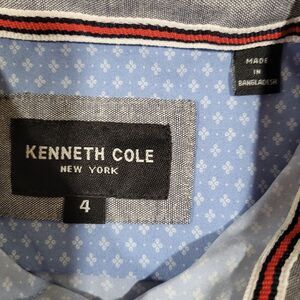 MADE
IN
BANGLADESH
KENNETH COLE
NEW YORK
4